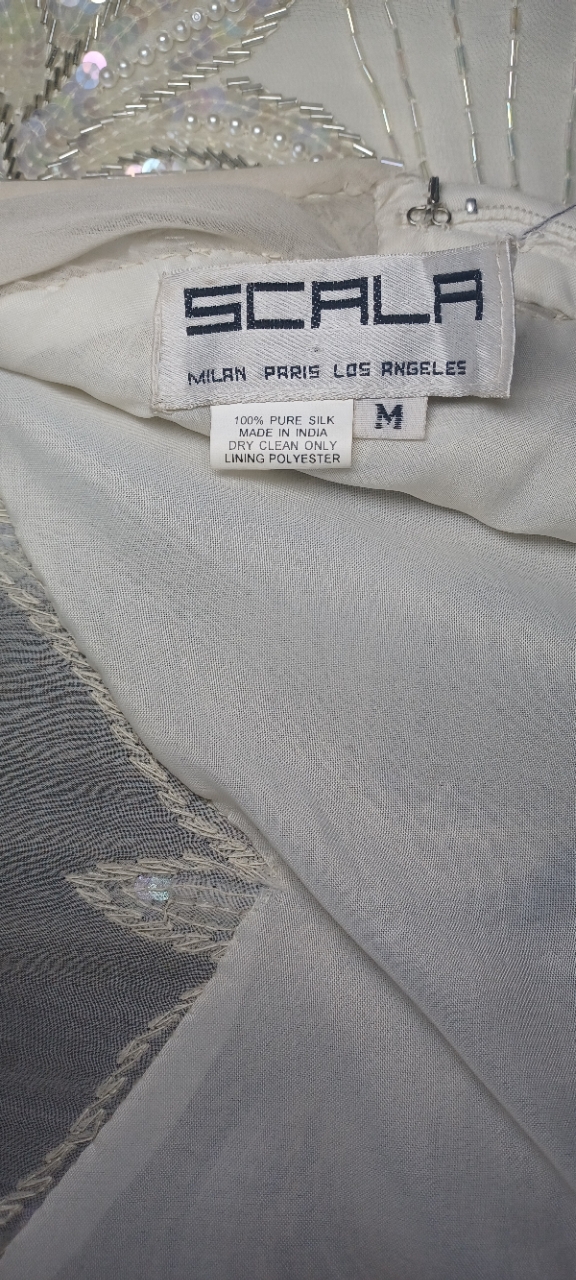 SCALA
MILAN PARIS LOS ANGELES
M
100% PURE SILK
MADE IN INDIA
DRY CLEAN ONLY
LINING POLYESTER